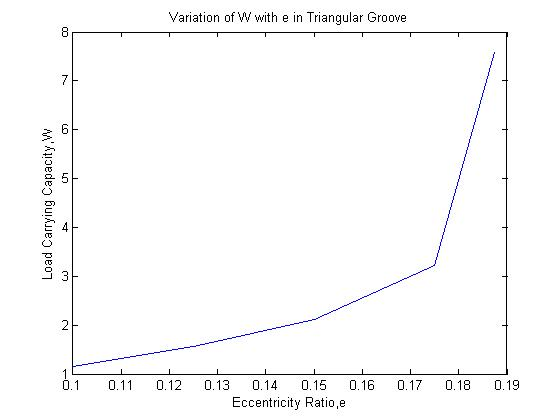 Variation of W with e in Triangular Groove
8
7
6
5
4
3
2
1
Load Carrying Capacity,W
0.1 0.11 0.12 0.13 0.14 0.15 0.16 0.17 0.18 0.19
Eccentricity Ratio,e